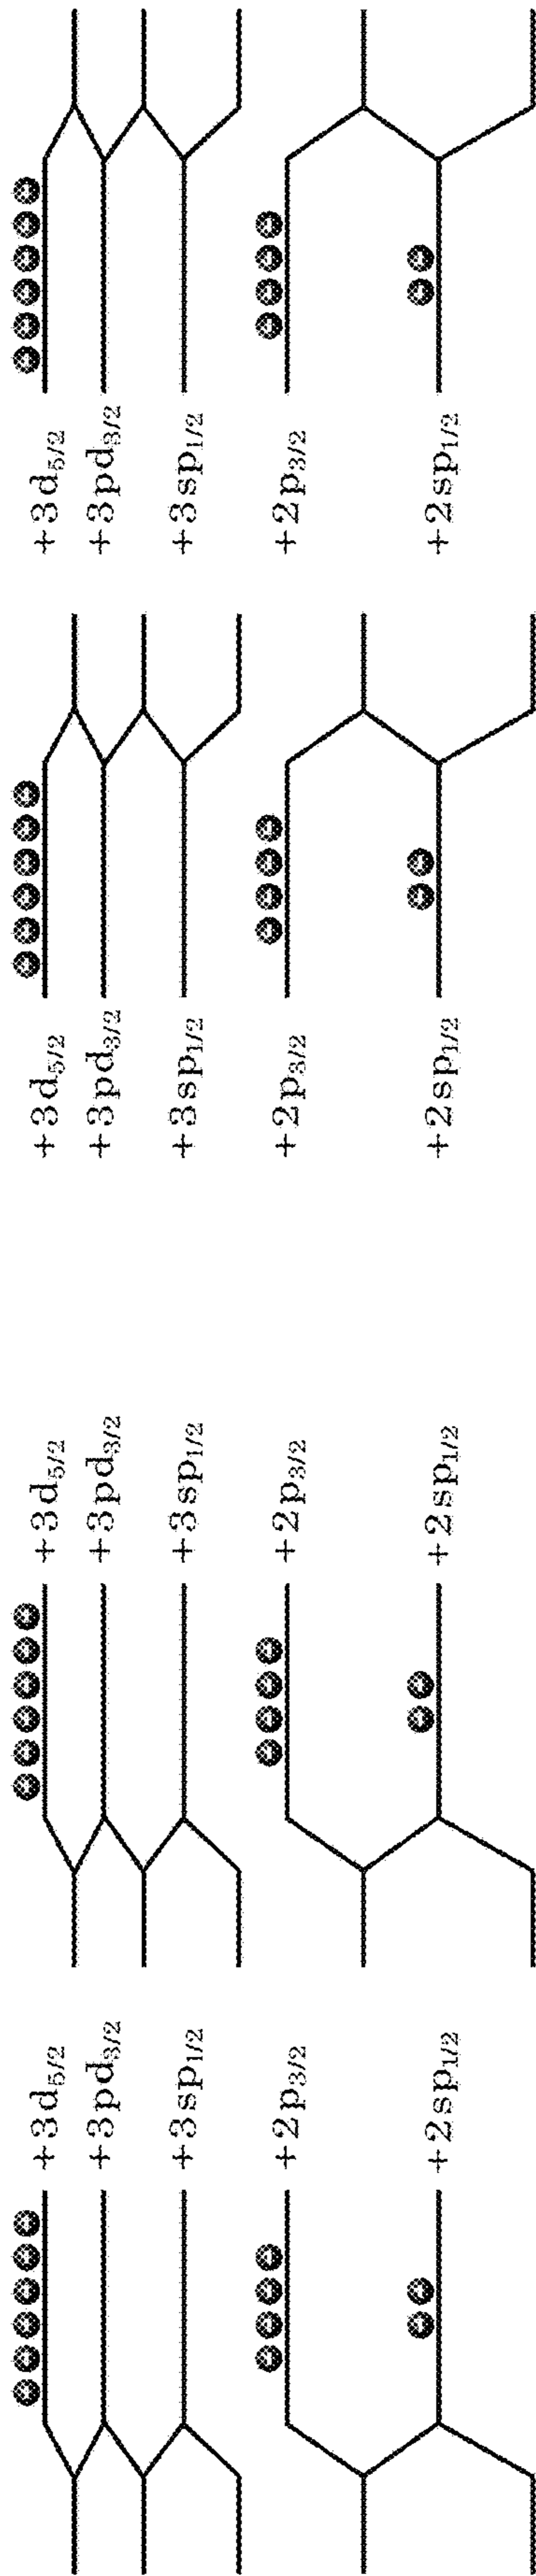 +3d₅/₂
+3pd₃/₂
+3sp₁/₂
+2p₃/₂
+2sp₁/₂
+3d₅/₂
+3pd₃/₂
+3sp₁/₂
+2p₃/₂
+2sp₁/₂
+3d₅/₂
+3pd₃/₂
+3sp₁/₂
+2p₃/₂
+2sp₁/₂
+3d₅/₂
+3pd₃/₂
+3sp₁/₂
+2p₃/₂
+2sp₁/₂